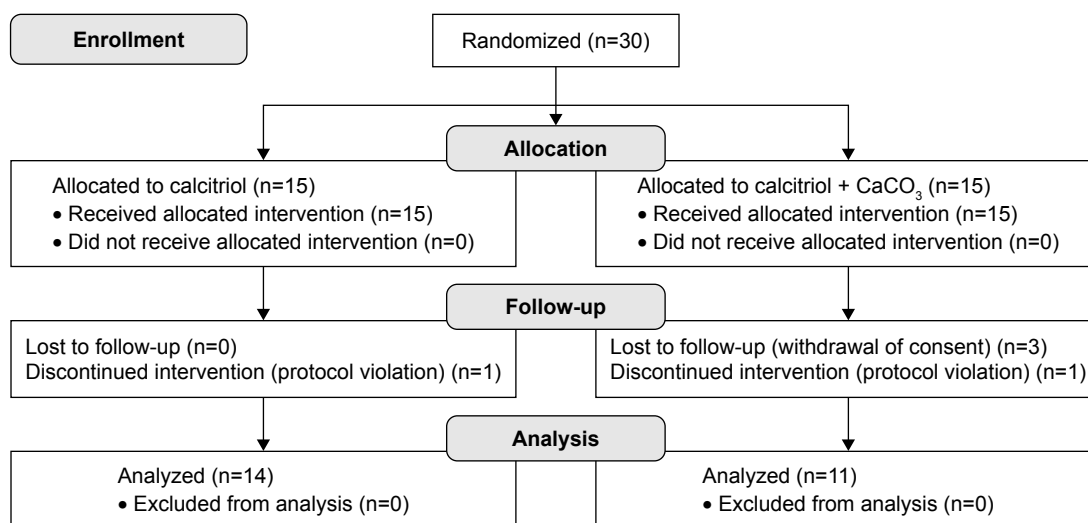 Enrollment
Randomized (n=30)
Allocation
Allocated to calcitriol (n=15)
• Received allocated intervention (n=15)
• Did not receive allocated intervention (n=0)
Allocated to calcitriol + CaCO₃ (n=15)
• Received allocated intervention (n=15)
• Did not receive allocated intervention (n=0)
Follow-up
Lost to follow-up (n=0)
Discontinued intervention (protocol violation) (n=1)
Lost to follow-up (withdrawal of consent) (n=3)
Discontinued intervention (protocol violation) (n=1)
Analysis
Analyzed (n=14)
• Excluded from analysis (n=0)
Analyzed (n=11)
• Excluded from analysis (n=0)